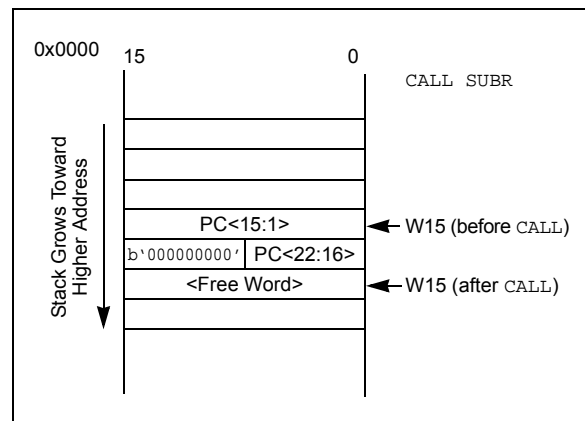 0x0000
15
0
CALL SUBR
Stack Grows Toward
Higher Address
PC<15:1>
W15 (before CALL)
b‘000000000’
PC<22:16>
<Free Word>
W15 (after CALL)